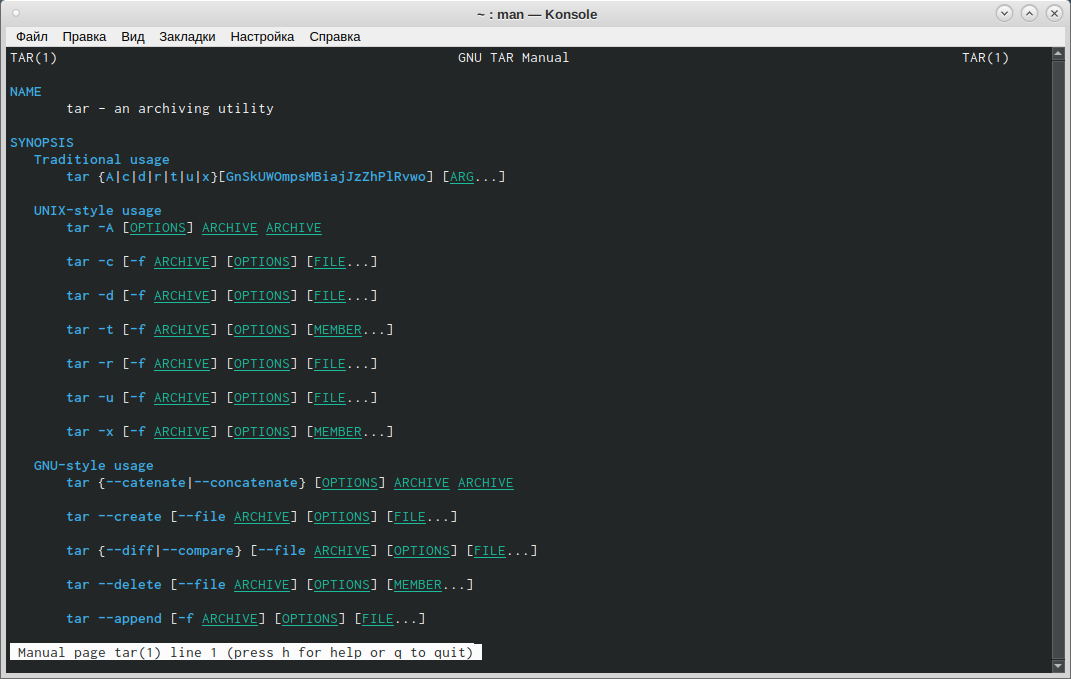 ~ : man — Konsole
Файл Правка Вид Закладки Настройка Справка
TAR(1) GNU TAR Manual TAR(1)
NAME
tar – an archiving utility
SYNOPSIS
Traditional usage
tar {A|c|d|r|t|u|x}[GnSkUWOmpsMBiajJzZhPlRvwo] [ARG...]
UNIX-style usage
tar -A [OPTIONS] ARCHIVE ARCHIVE
tar -c [-f ARCHIVE] [OPTIONS] [FILE...]
tar -d [-f ARCHIVE] [OPTIONS] [FILE...]
tar -t [-f ARCHIVE] [OPTIONS] [MEMBER...]
tar -r [-f ARCHIVE] [OPTIONS] [FILE...]
tar -u [-f ARCHIVE] [OPTIONS] [FILE...]
tar -x [-f ARCHIVE] [OPTIONS] [MEMBER...]
GNU-style usage
tar {--catenate|--concatenate} [OPTIONS] ARCHIVE ARCHIVE
tar --create [--file ARCHIVE] [OPTIONS] [FILE...]
tar {--diff|--compare} [--file ARCHIVE] [OPTIONS] [FILE...]
tar --delete [--file ARCHIVE] [OPTIONS] [MEMBER...]
tar --append [-f ARCHIVE] [OPTIONS] [FILE...]
Manual page tar(1) line 1 (press h for help or q to quit)